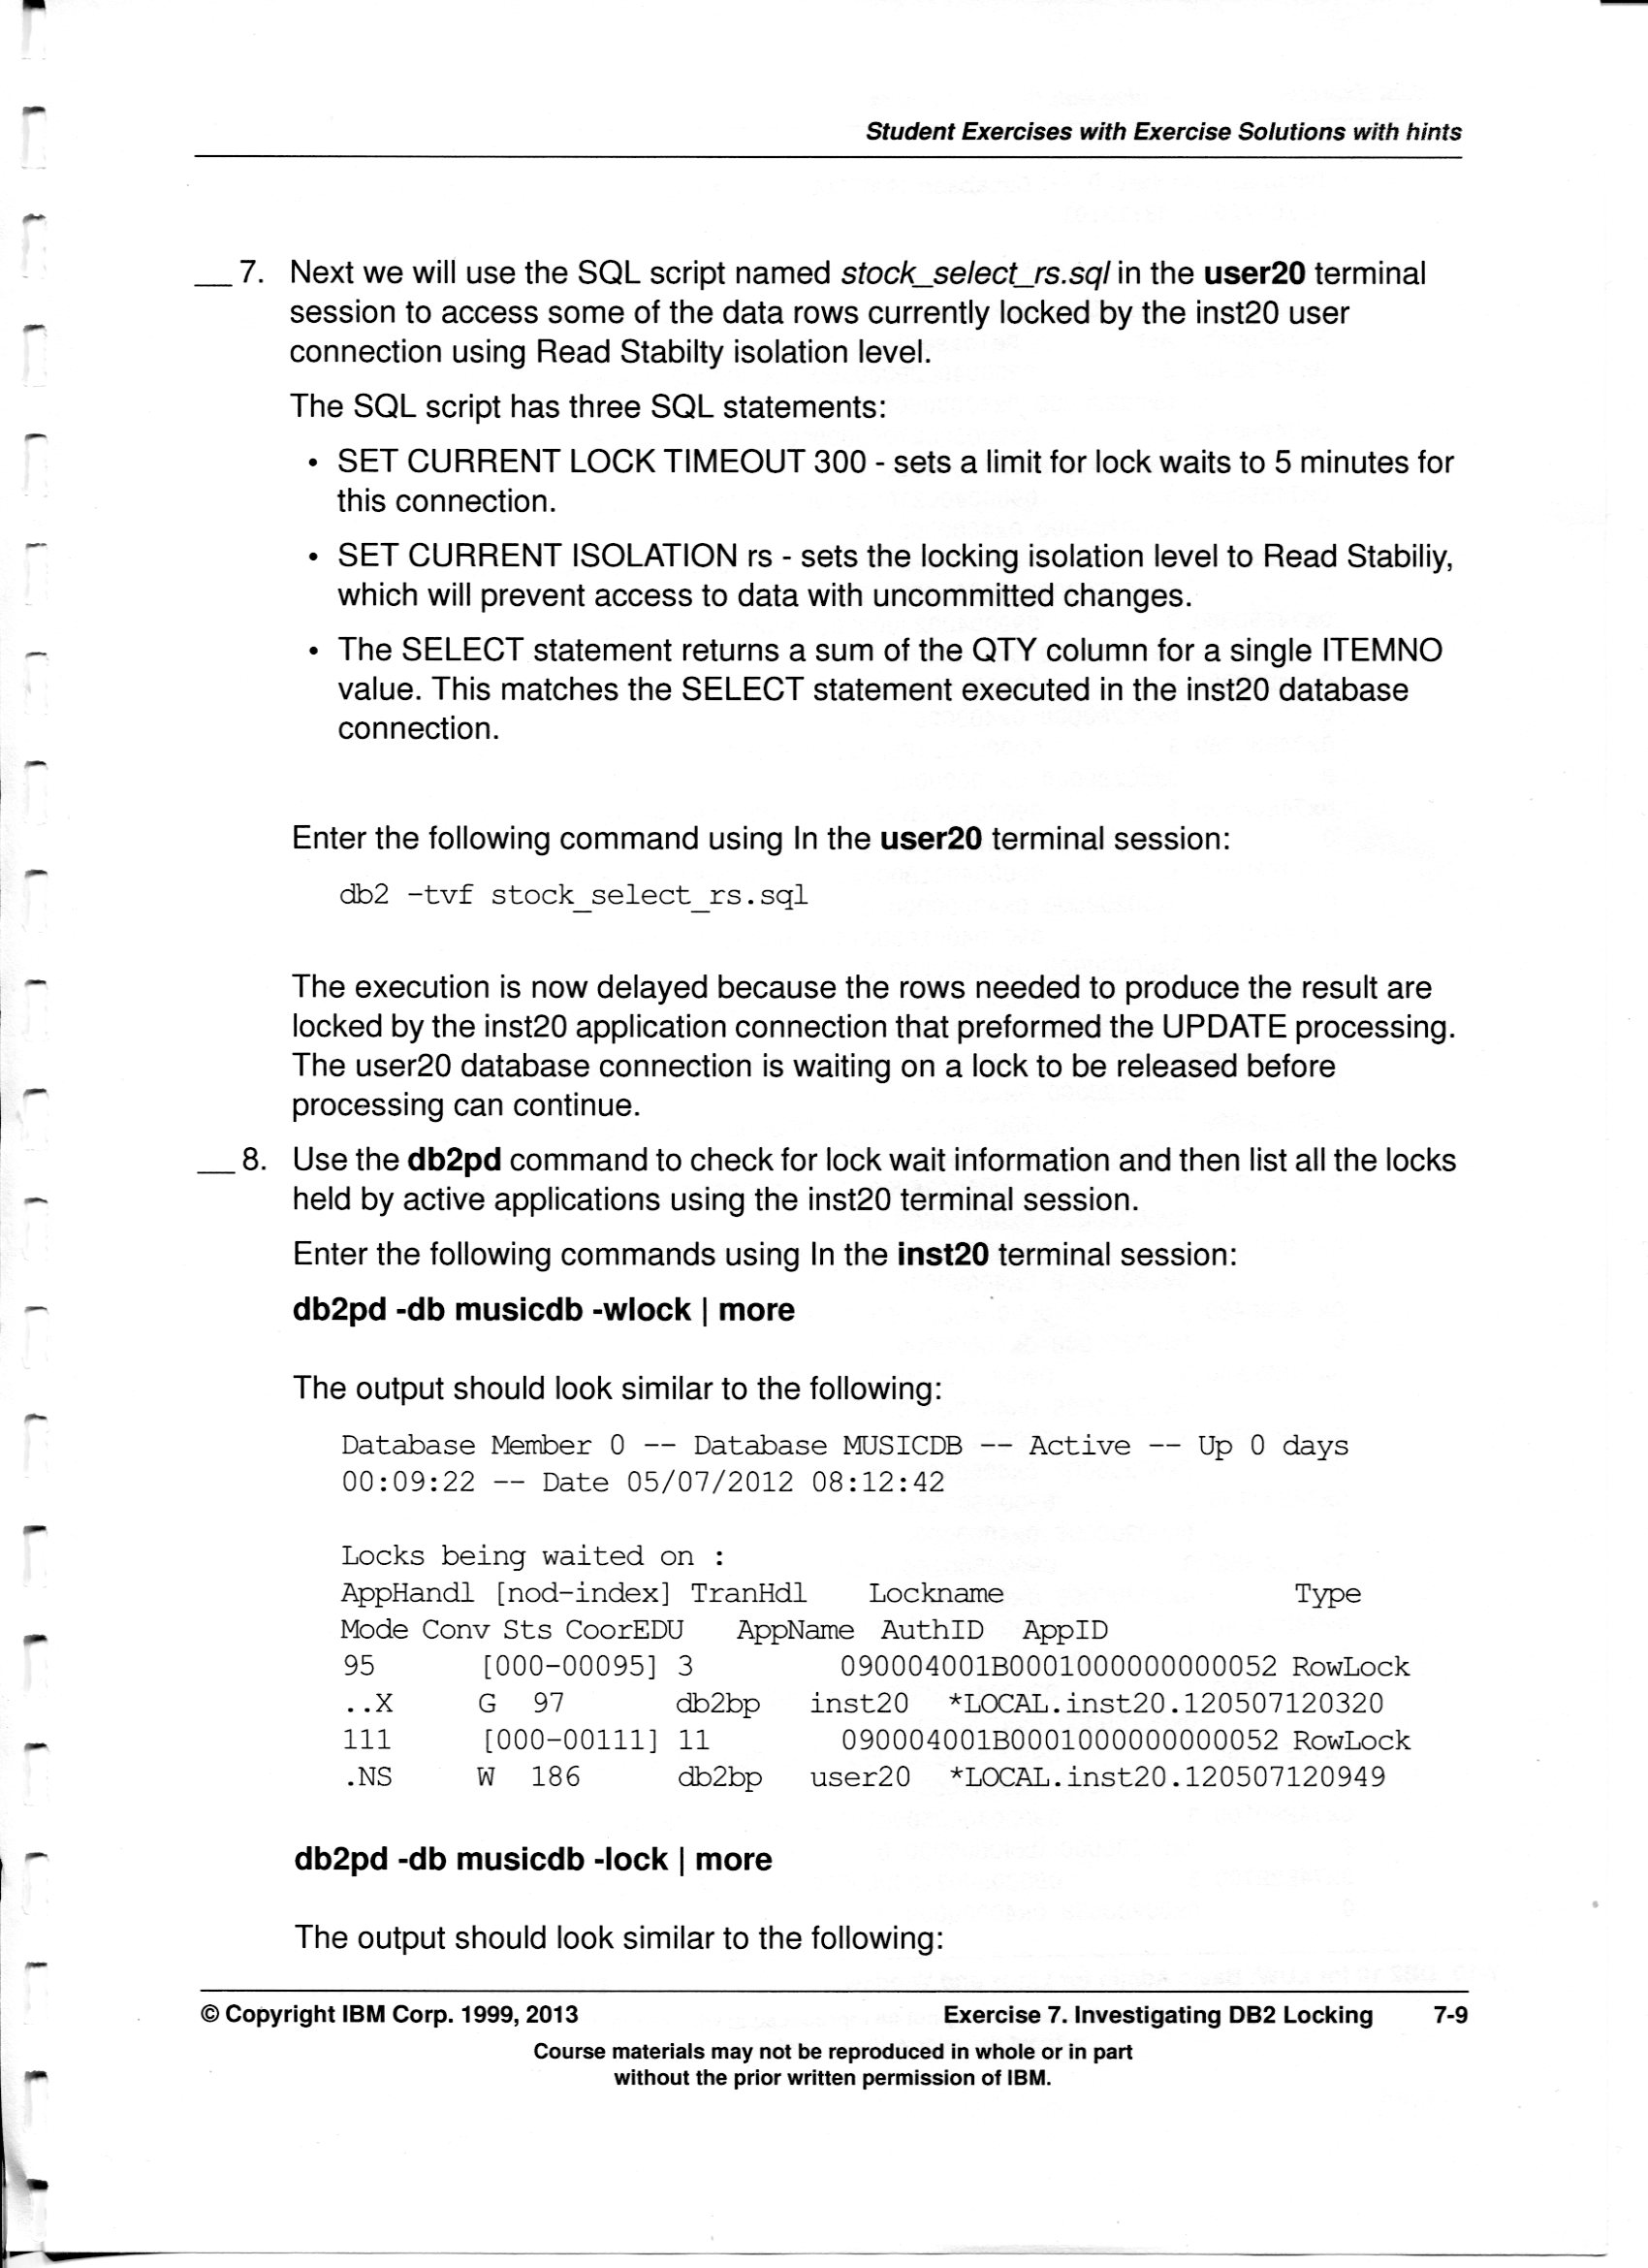 Student Exercises with Exercise Solutions with hints
__ 7. Next we will use the SQL script named stock_select_rs.sql in the user20 terminal
session to access some of the data rows currently locked by the inst20 user
connection using Read Stabilty isolation level.
The SQL script has three SQL statements:
• SET CURRENT LOCK TIMEOUT 300 - sets a limit for lock waits to 5 minutes for
this connection.
• SET CURRENT ISOLATION rs - sets the locking isolation level to Read Stabiliy,
which will prevent access to data with uncommitted changes.
• The SELECT statement returns a sum of the QTY column for a single ITEMNO
value. This matches the SELECT statement executed in the inst20 database
connection.
Enter the following command using In the user20 terminal session:
db2 -tvf stock_select_rs.sql
The execution is now delayed because the rows needed to produce the result are
locked by the inst20 application connection that preformed the UPDATE processing.
The user20 database connection is waiting on a lock to be released before
processing can continue.
__ 8. Use the db2pd command to check for lock wait information and then list all the locks
held by active applications using the inst20 terminal session.
Enter the following commands using In the inst20 terminal session:
db2pd -db musicdb -wlock | more
The output should look similar to the following:
Database Member 0 -- Database MUSICDB -- Active -- Up 0 days
00:09:22 -- Date 05/07/2012 08:12:42
Locks being waited on :
AppHandl [nod-index] TranHdl Lockname Type
Mode Conv Sts CoorEDU AppName AuthID AppID
95 [000-00095] 3 090004001B0001000000000052 RowLock
..X G 97 db2bp inst20 *LOCAL.inst20.120507120320
111 [000-00111] 11 090004001B0001000000000052 RowLock
.NS W 186 db2bp user20 *LOCAL.inst20.120507120949
db2pd -db musicdb -lock | more
The output should look similar to the following:
© Copyright IBM Corp. 1999, 2013 Exercise 7. Investigating DB2 Locking 7-9
Course materials may not be reproduced in whole or in part
without the prior written permission of IBM.